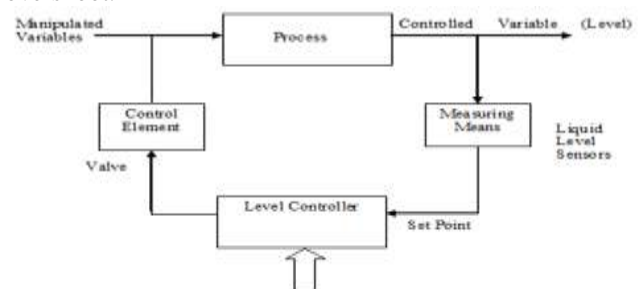 Manipulated
Variables
Process
Controlled Variable (Level)
Control
Element
Measuring
Means
Liquid
Level
Sensors
Valve
Level Controller
Set Point